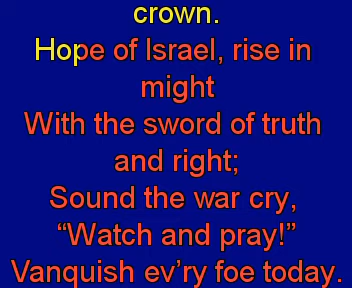 crown.
Hope of Israel, rise in
might
With the sword of truth
and right;
Sound the war cry,
“Watch and pray!”
Vanquish ev’ry foe today.